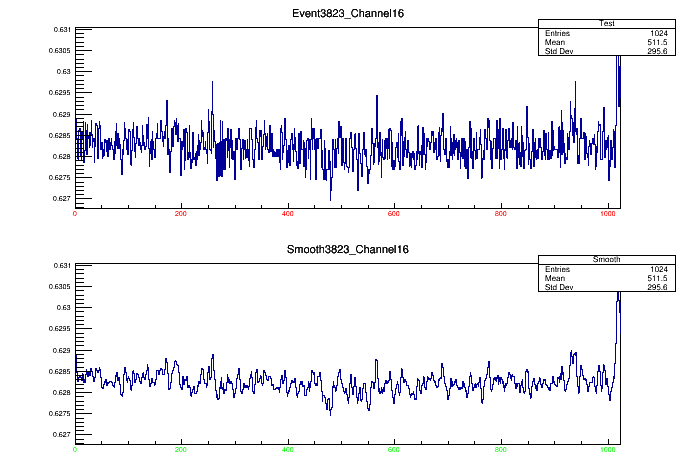 Event3823_Channel16
Test
Entries 1024
Mean 511.5
Std Dev 295.6
0.631
0.6305
0.63
0.6295
0.629
0.6285
0.628
0.6275
0.627
0 200 400 600 800 1000
Smooth3823_Channel16
Smooth
Entries 1024
Mean 511.5
Std Dev 295.6
0.631
0.6305
0.63
0.6295
0.629
0.6285
0.628
0.6275
0.627
0 200 400 600 800 1000